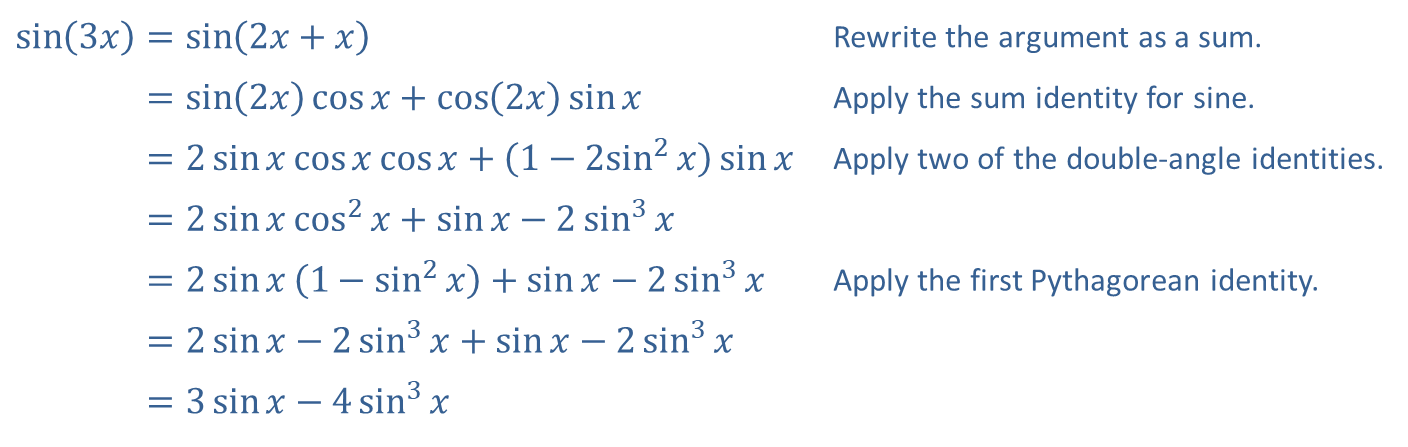 sin(3x) = sin(2x + x) Rewrite the argument as a sum.
= sin(2x) cos x + cos(2x) sin x Apply the sum identity for sine.
= 2 sin x cos x cos x + (1 − 2sin² x) sin x Apply two of the double-angle identities.
= 2 sin x cos² x + sin x − 2 sin³ x
= 2 sin x (1 − sin² x) + sin x − 2 sin³ x Apply the first Pythagorean identity.
= 2 sin x − 2 sin³ x + sin x − 2 sin³ x
= 3 sin x − 4 sin³ x